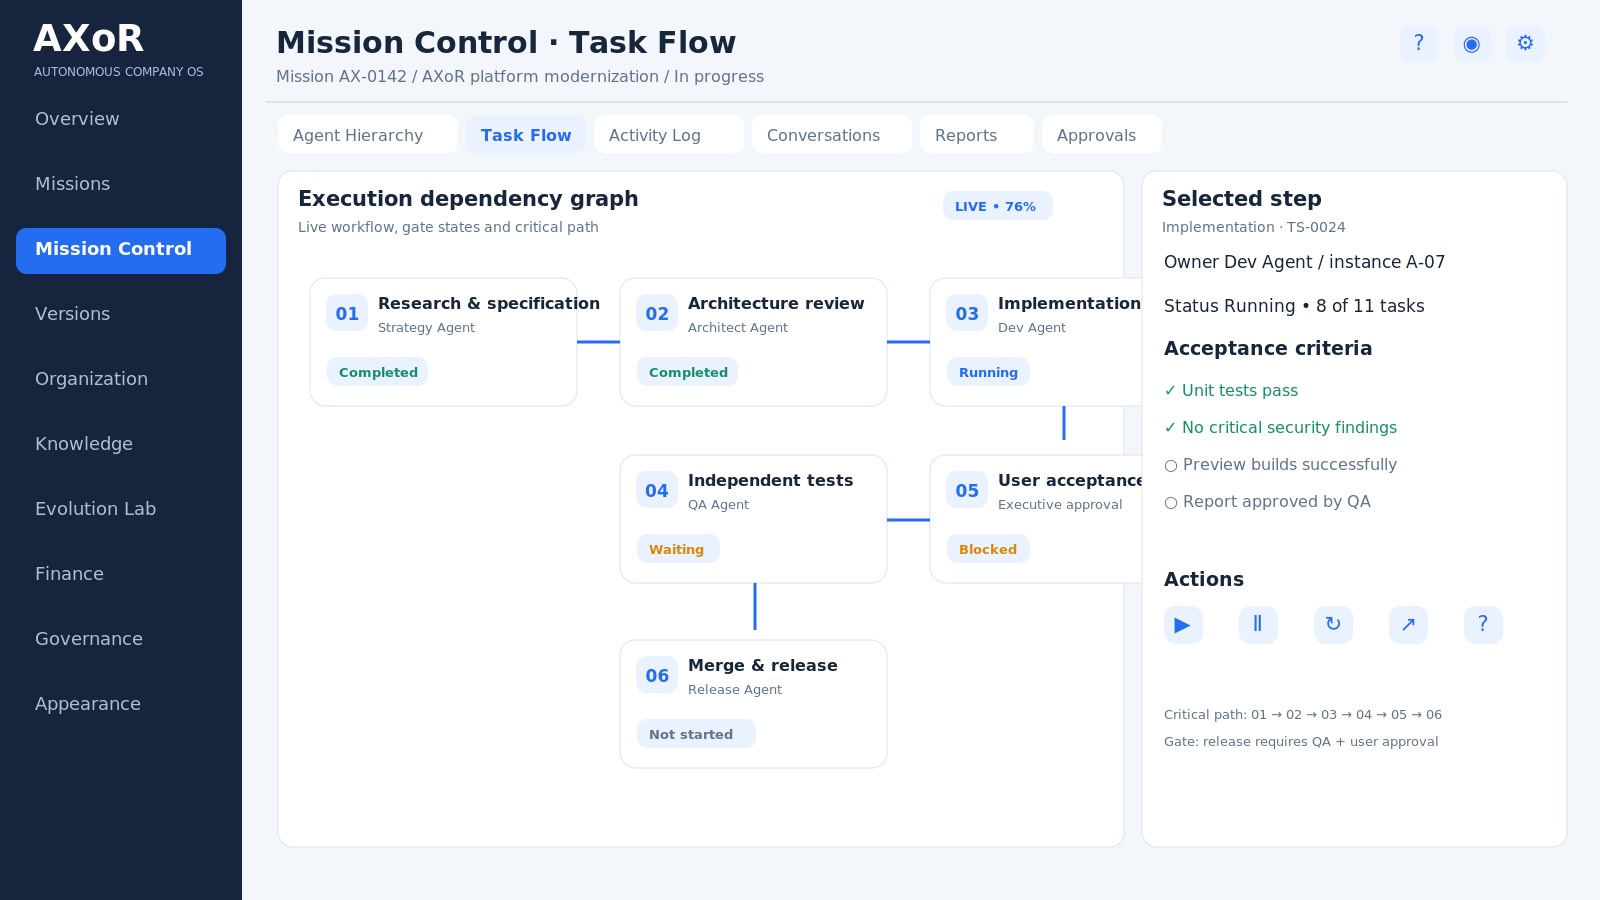 AXoR
AUTONOMOUS COMPANY OS
Overview
Missions
Mission Control
Versions
Organization
Knowledge
Evolution Lab
Finance
Governance
Appearance
Mission Control · Task Flow
Mission AX-0142 / AXoR platform modernization / In progress
?
Agent Hierarchy
Task Flow
Activity Log
Conversations
Reports
Approvals
Execution dependency graph
LIVE • 76%
Live workflow, gate states and critical path
01
Research & specification
Strategy Agent
Completed
02
Architecture review
Architect Agent
Completed
03
Implementation
Dev Agent
Running
04
Independent tests
QA Agent
Waiting
05
User acceptance
Executive approval
Blocked
06
Merge & release
Release Agent
Not started
Selected step
Implementation · TS-0024
Owner Dev Agent / instance A-07
Status Running • 8 of 11 tasks
Acceptance criteria
✓ Unit tests pass
✓ No critical security findings
○ Preview builds successfully
○ Report approved by QA
Actions
?
Critical path: 01 → 02 → 03 → 04 → 05 → 06
Gate: release requires QA + user approval